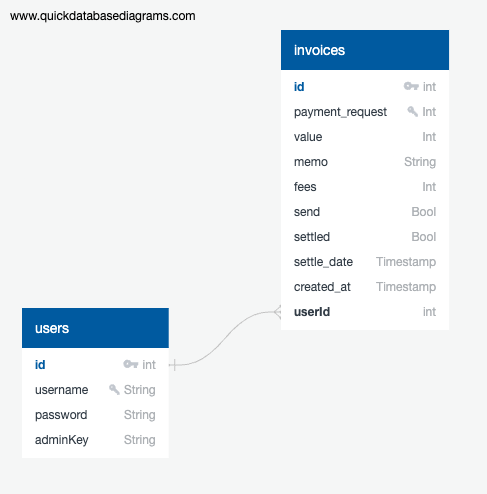 www.quickdatabasediagrams.com
invoices
id int
payment_request Int
value Int
memo String
fees Int
send Bool
settled Bool
settle_date Timestamp
created_at Timestamp
userId int
users
id int
username String
password String
adminKey String